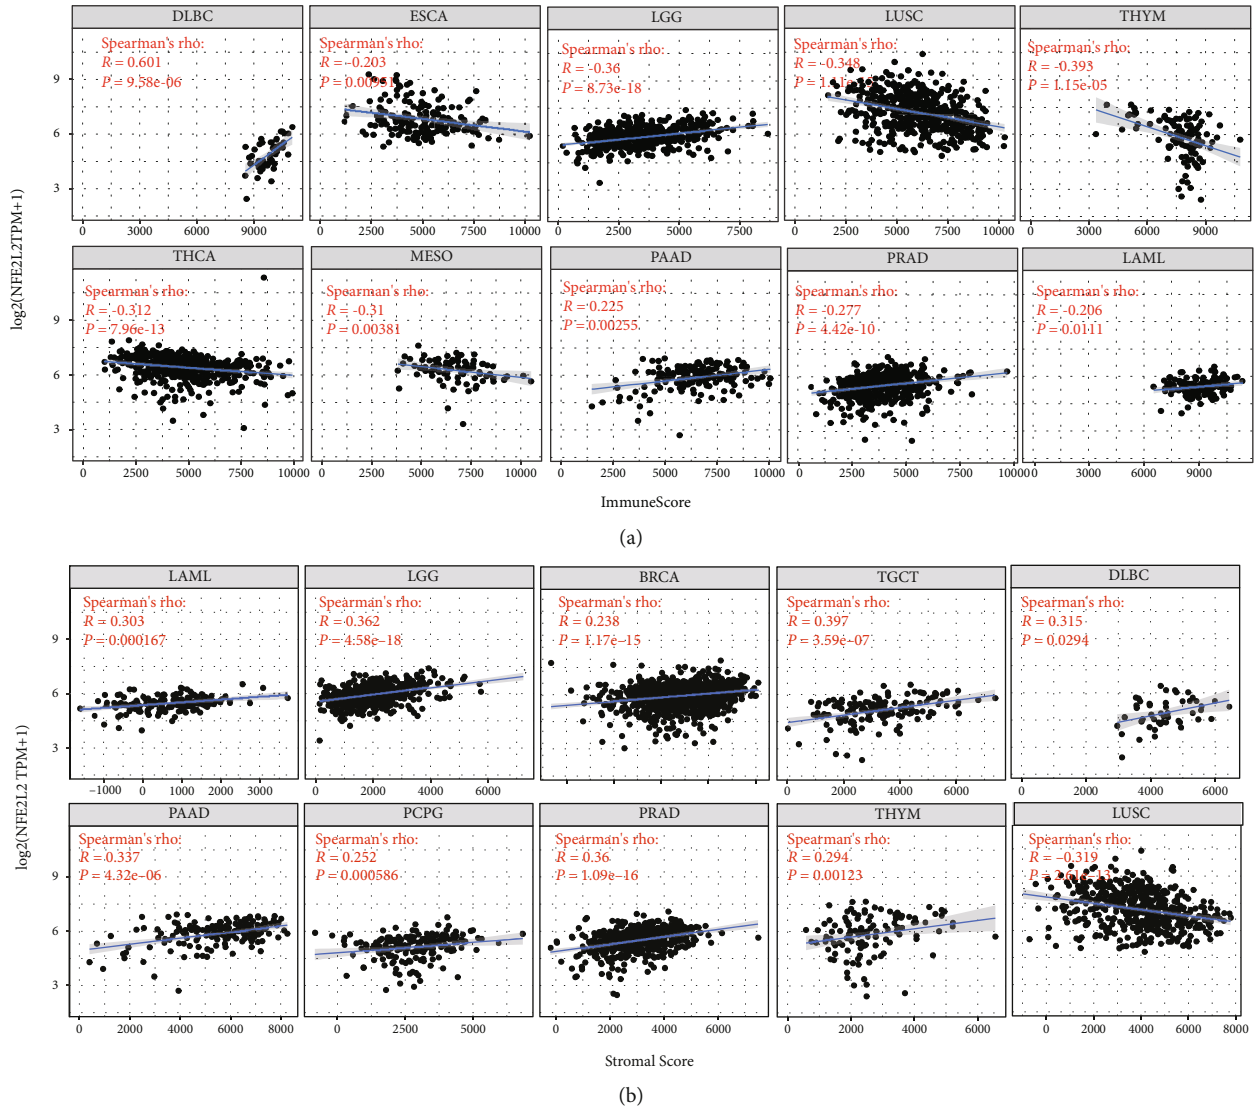 DLBC ESCA LGG LUSC THYM
Spearman's rho: Spearman's rho: Spearman's rho: Spearman's rho: Spearman's rho:
R = 0.601 R = -0.203 R = -0.36 R = -0.348 R = -0.393
P = 9.58e-06 P = P = 8.73e-18 P = P = 1.15e-05
9
6
3
0 3000 6000 9000 2500 5000 7500 10000 0 2500 5000 7500 0 2500 5000 7500 10000 0 3000 6000 9000
log2(NFE2L2TPM+1)
THCA MESO PAAD PRAD LAML
Spearman's rho: Spearman's rho: Spearman's rho: Spearman's rho: Spearman's rho:
R = -0.312 R = -0.31 R = 0.225 R = -0.277 R = -0.206
P = 7.96e-13 P = 0.00381 P = 0.00255 P = 4.42e-10 P = 0.0111
9
6
3
0 2500 5000 7500 10000 0 2500 5000 7500 10000 0 2500 5000 7500 10000 0 2500 5000 7500 10000 0 3000 6000 9000
ImmuneScore
(a)
LAML LGG BRCA TGCT DLBC
Spearman's rho: Spearman's rho: Spearman's rho: Spearman's rho: Spearman's rho:
R = 0.303 R = 0.362 R = 0.238 R = 0.397 R = 0.315
P = 0.000167 P = 4.58e–18 P = 1.17e–15 P = 3.59e–07 P = 0.0294
9
6
3
–1000 0 1000 2000 3000 0 2000 4000 6000 0 2000 4000 6000 0 2000 4000 6000
log2(NFE2L2 TPM+1)
PAAD PCPG PRAD THYM LUSC
Spearman's rho: Spearman's rho: Spearman's rho: Spearman's rho: Spearman's rho:
R = 0.337 R = 0.252 R = 0.36 R = 0.294 R = –0.319
P = 4.32e–06 P = 0.000586 P = 1.09e–16 P = 0.00123 P = 2.61e–13
9
6
3
0 2000 4000 6000 8000 0 2500 5000 0 2000 4000 6000 0 2000 4000 6000 0 2000 4000 6000 8000
Stromal Score
(b)